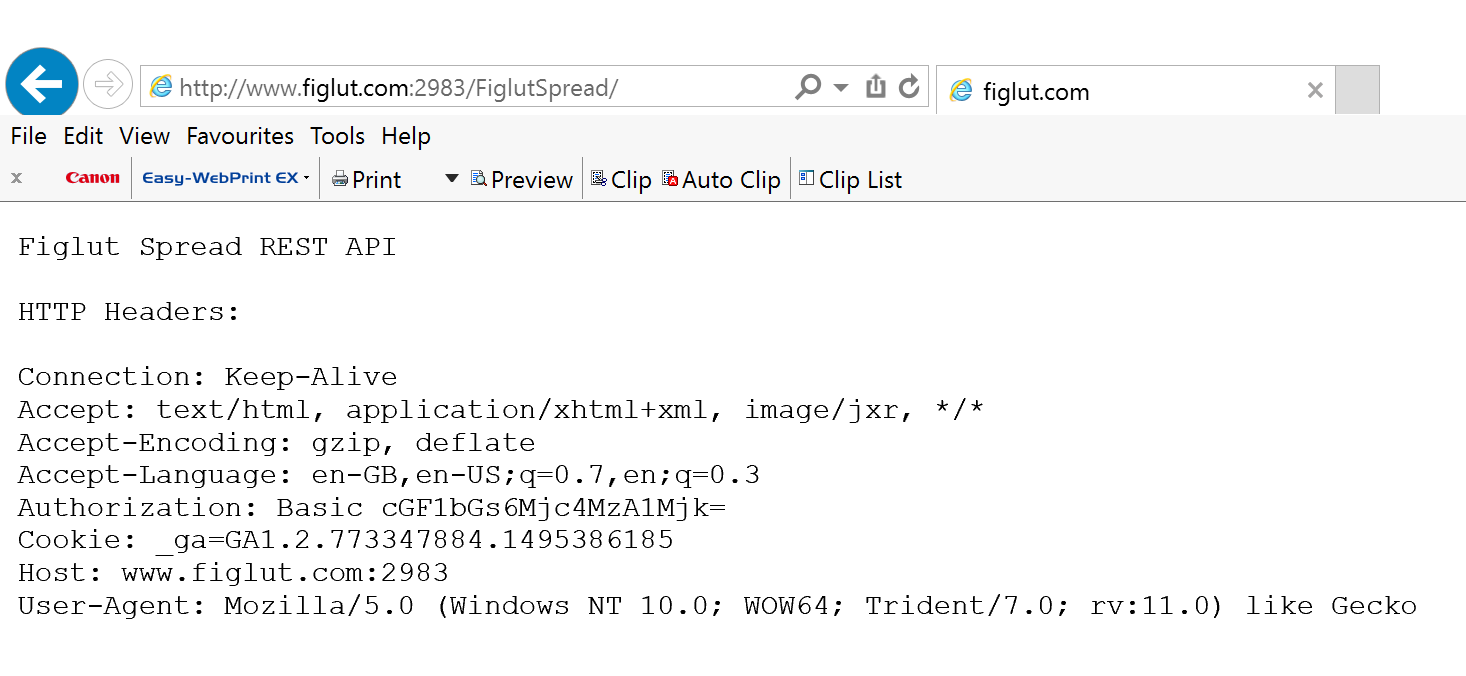 http://www.figlut.com:2983/FiglutSpread/
figlut.com
File Edit View Favourites Tools Help
x Canon Easy-WebPrint EX Print Preview Clip Auto Clip Clip List
Figlut Spread REST API
HTTP Headers:
Connection: Keep-Alive
Accept: text/html, application/xhtml+xml, image/jxr, */*
Accept-Encoding: gzip, deflate
Accept-Language: en-GB,en-US;q=0.7,en;q=0.3
Authorization: Basic cGF1bGs6Mjc4MzA1Mjk=
Cookie: _ga=GA1.2.773347884.1495386185
Host: www.figlut.com:2983
User-Agent: Mozilla/5.0 (Windows NT 10.0; WOW64; Trident/7.0; rv:11.0) like Gecko